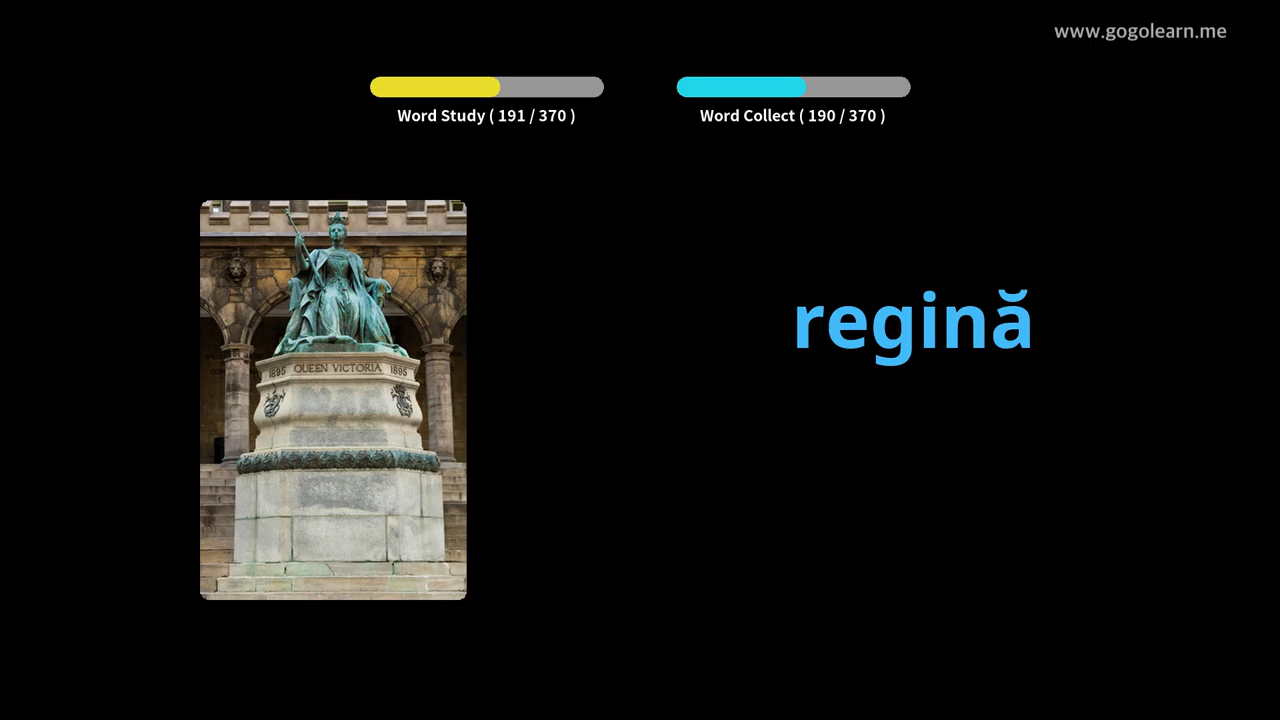 www.gogolearn.me
Word Study ( 191 / 370 )
Word Collect ( 190 / 370 )
1895 QUEEN VICTORIA 1895
regină